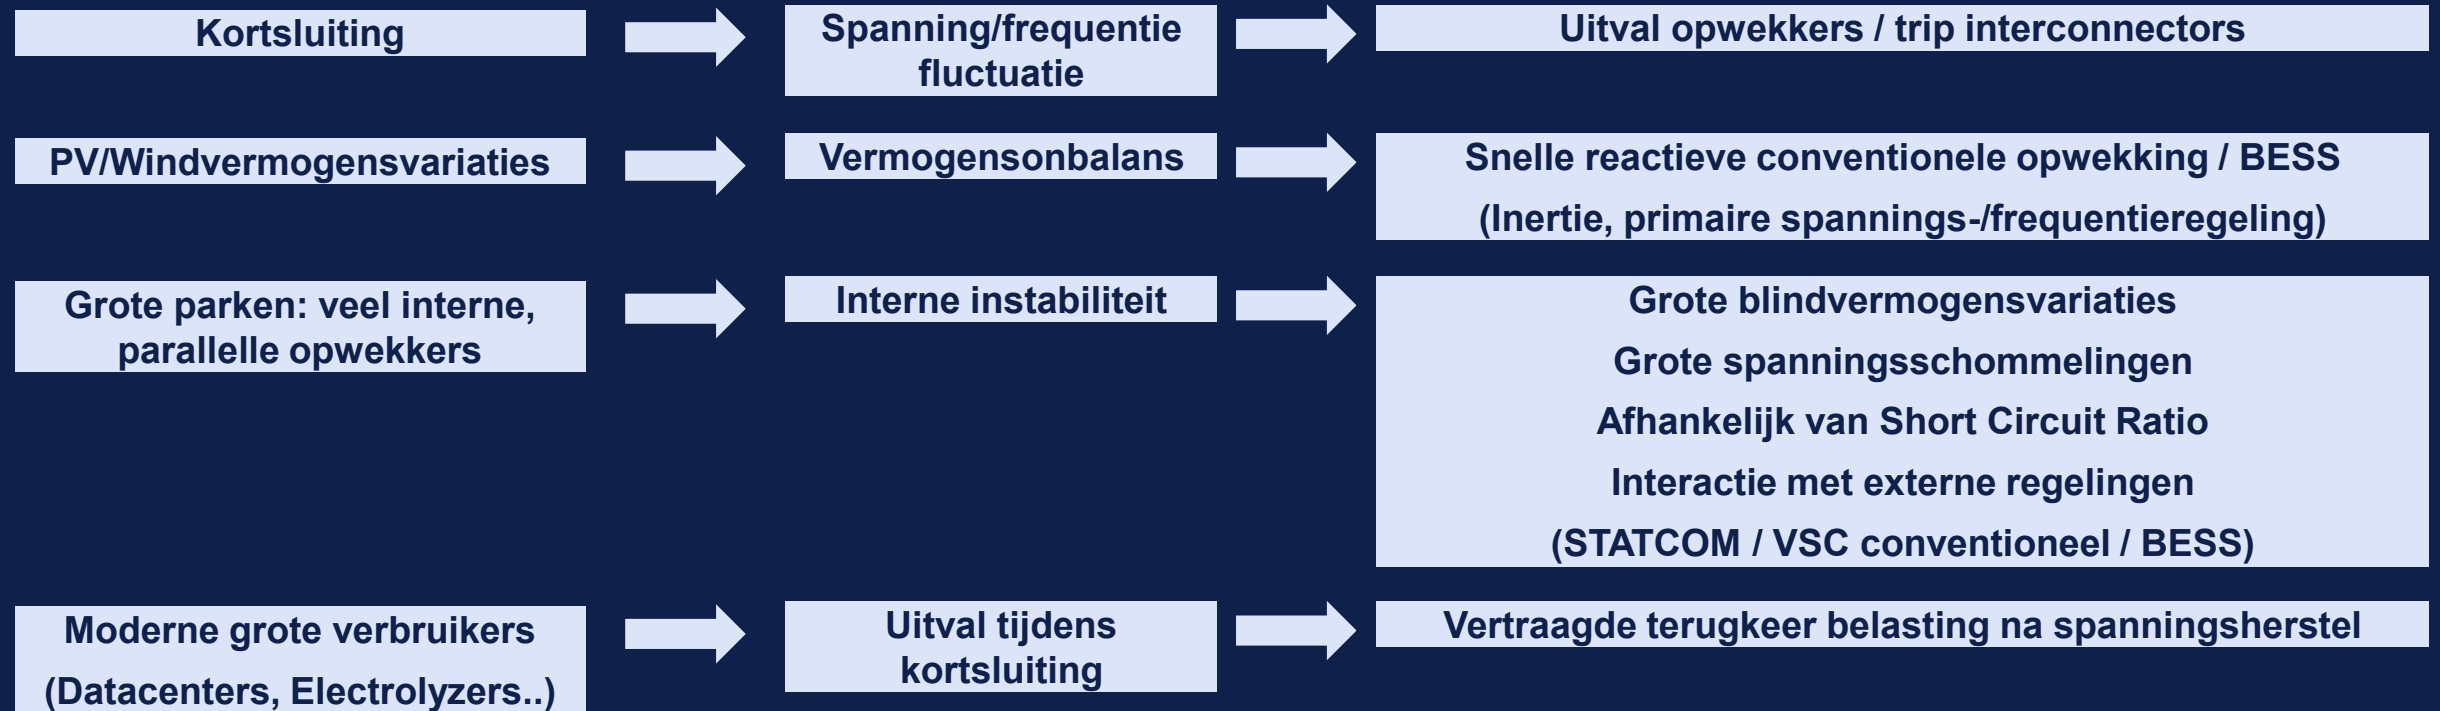 Kortsluiting
Spanning/frequentie
fluctuatie
Uitval opwekkers / trip interconnectors
PV/Windvermogensvariaties
Vermogensonbalans
Snelle reactieve conventionele opwekking / BESS
(Inertie, primaire spannings-/frequentieregeling)
Grote parken: veel interne,
parallelle opwekkers
Interne instabiliteit
Grote blindvermogensvariaties
Grote spanningsschommelingen
Afhankelijk van Short Circuit Ratio
Interactie met externe regelingen
(STATCOM / VSC conventioneel / BESS)
Moderne grote verbruikers
(Datacenters, Electrolyzers..)
Uitval tijdens
kortsluiting
Vertraagde terugkeer belasting na spanningsherstel